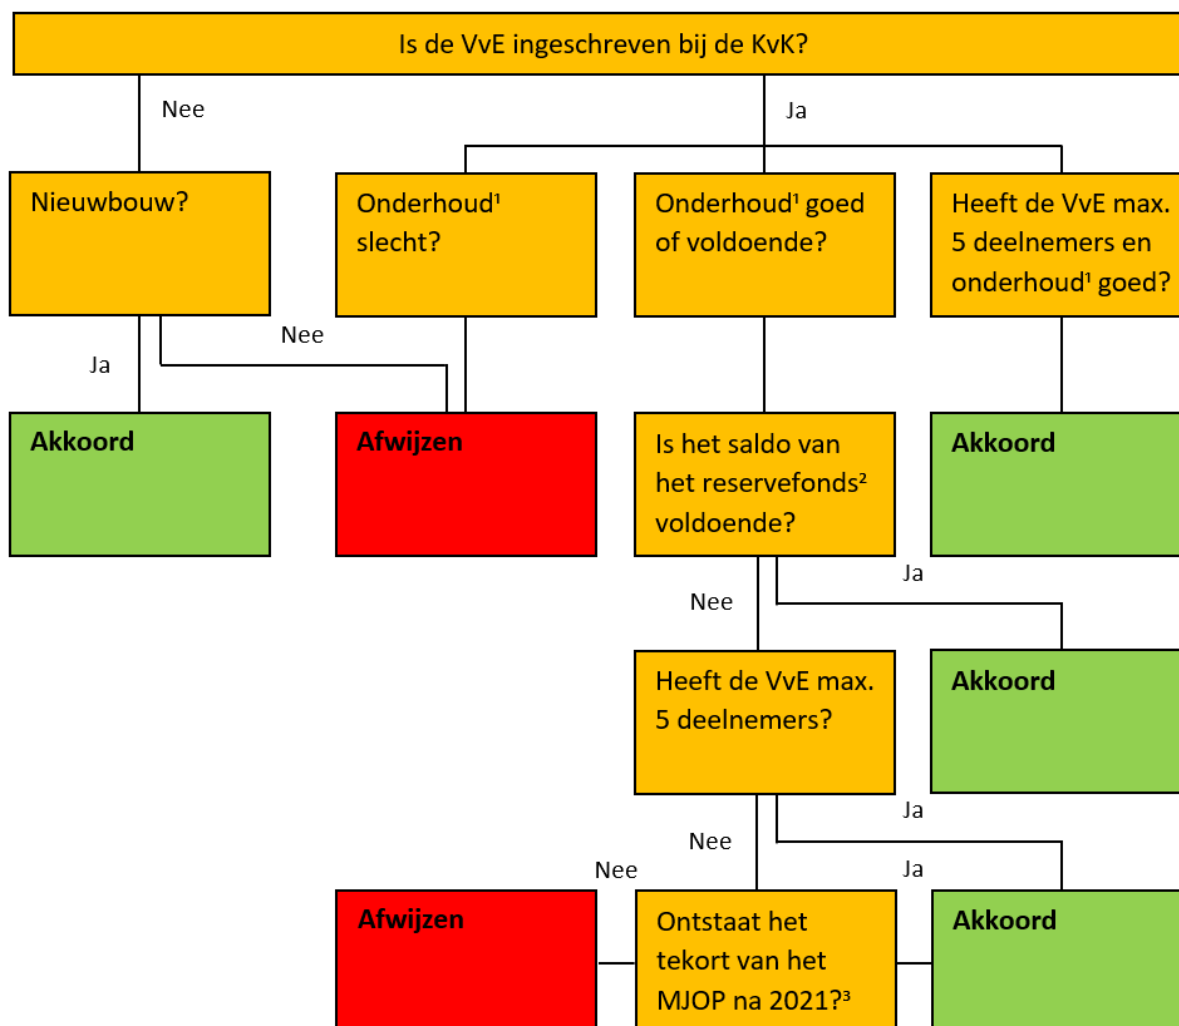 Is de VvE ingeschreven bij de KvK?
Nee
Ja
Nieuwbouw?
Onderhoud¹
slecht?
Onderhoud¹ goed
of voldoende?
Heeft de VvE max.
5 deelnemers en
onderhoud¹ goed?
Nee
Ja
Akkoord
Afwijzen
Is het saldo van
het reservefonds²
voldoende?
Akkoord
Ja
Nee
Heeft de VvE max.
5 deelnemers?
Akkoord
Ja
Nee
Nee
Ja
Afwijzen
Ontstaat het
tekort van het
MJOP na 2021?³
Akkoord